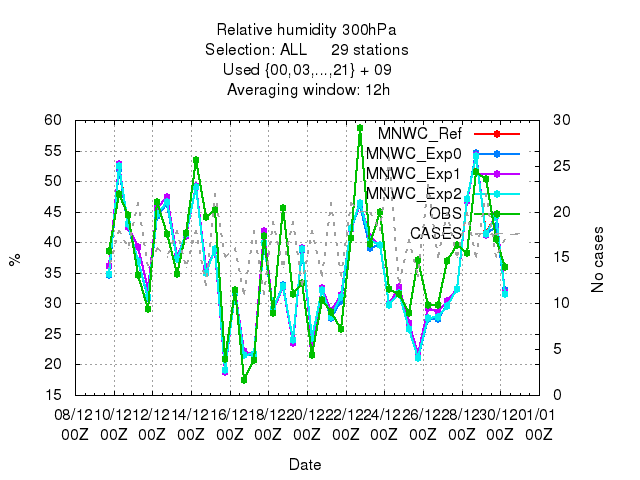 Relative humidity 300hPa
Selection: ALL 29 stations
Used {00,03,...,21} + 09
Averaging window: 12h
60 30
MNWC_Ref
55 MNWC_Exp0 25
MNWC_Exp1
50 MNWC_Exp2
45 OBS 20
CASES
40
% 35 15 No cases
30 10
25
20 5
15 0
08/12 10/12 12/12 14/12 16/12 18/12 20/12 22/12 24/12 26/12 28/12 30/12 01/01
00Z 00Z 00Z 00Z 00Z 00Z 00Z 00Z 00Z 00Z 00Z 00Z 00Z
Date